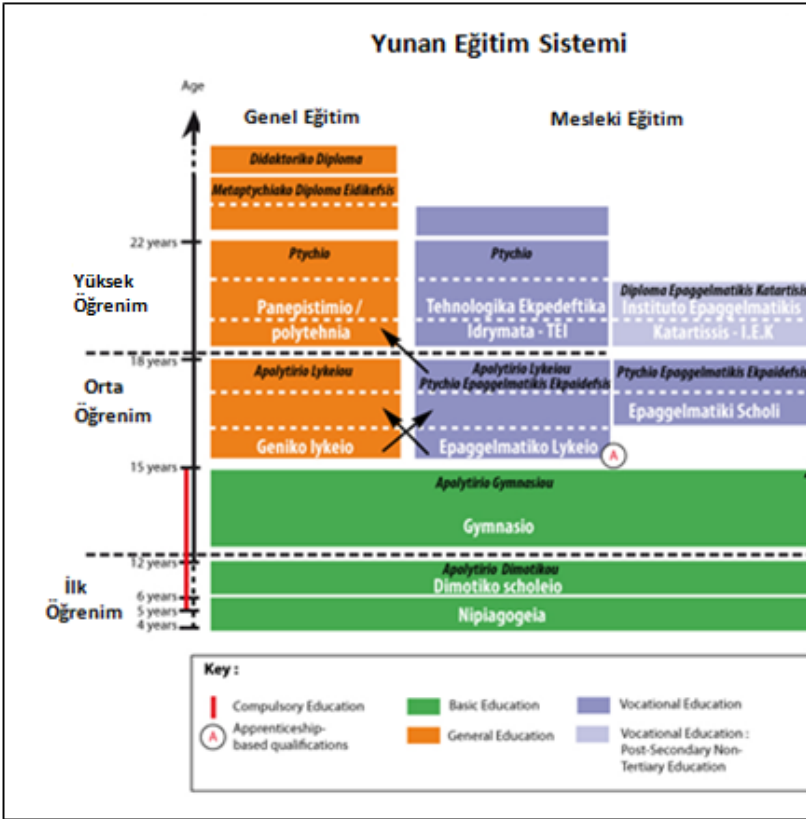 Yunan Eğitim Sistemi
Age
Genel Eğitim
Mesleki Eğitim
Didaktoriko Diploma
Metaptychiako Diploma Eidikefsis
22 years
Ptychio
Ptychio
Yüksek
Öğrenim
Panepistimio /
polytehnia
Tehnologika Ekpedeftika
Idrymata - TEI
Diploma Epaggelmatikis Katartisis
Instituto Epaggelmatikis
Katartissis - I.E.K
18 years
Orta
Öğrenim
Apolytirio Lykeiou
Apolytirio Lykeiou
Ptychio Epaggelmatikis Ekpaidefsis
Ptychio Epaggelmatikis Ekpaidefsis
Geniko lykeio
Epaggelmatiko Lykeio
A
Epaggelmatiki Scholi
15 years
Apolytirio Gymnasiou
Gymnasio
12 years
Apolytirio Dimotikou
Dimotiko scholeio
İlk
Öğrenim
6 years
5 years
4 years
Nipiagogeia
Key :
Compulsory Education
A Apprenticeship-
based qualifications
Basic Education
General Education
Vocational Education
Vocational Education :
Post-Secondary Non-
Tertiary Education